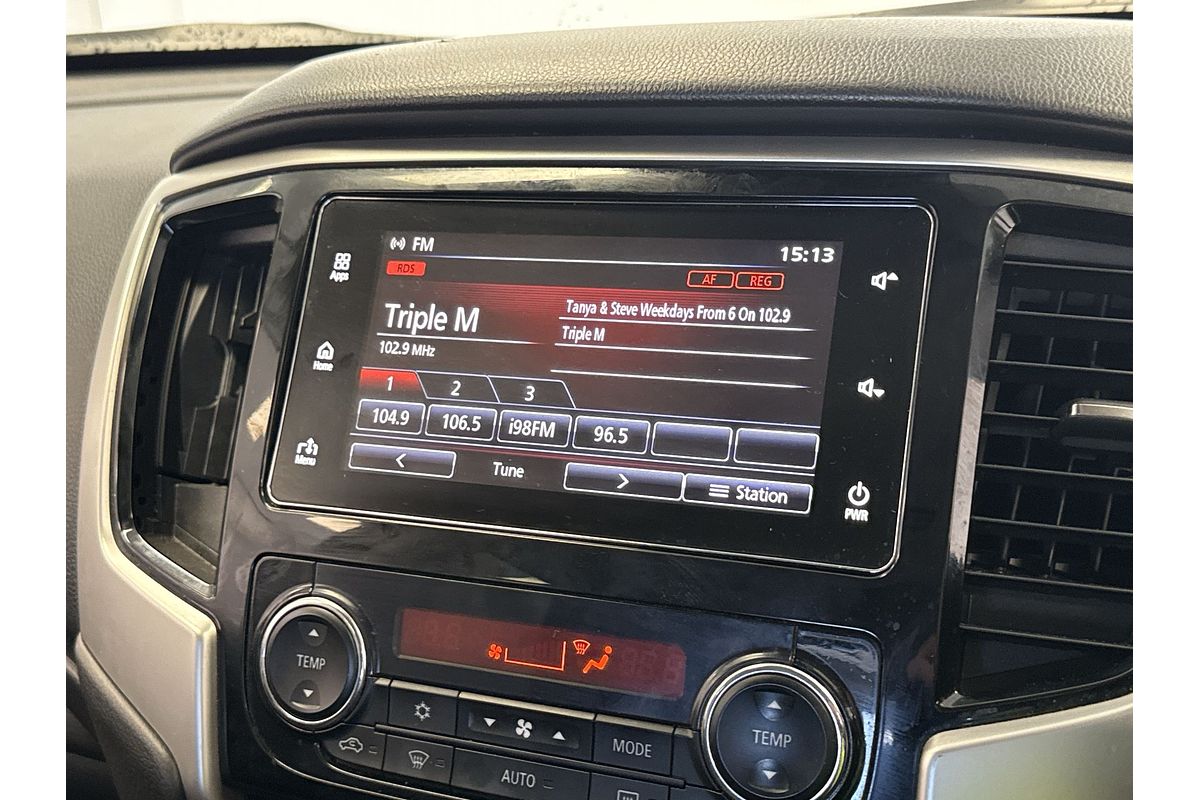 FM
15:13
RDS
AF
REG
Apps
Triple M
Tanya & Steve Weekdays From 6 On 102.9
Triple M
102.9 MHz
Home
1
2
3
104.9
106.5
i98FM
96.5
Menu
<
Tune
>
Station
PWR
TEMP
TEMP
MODE
AUTO